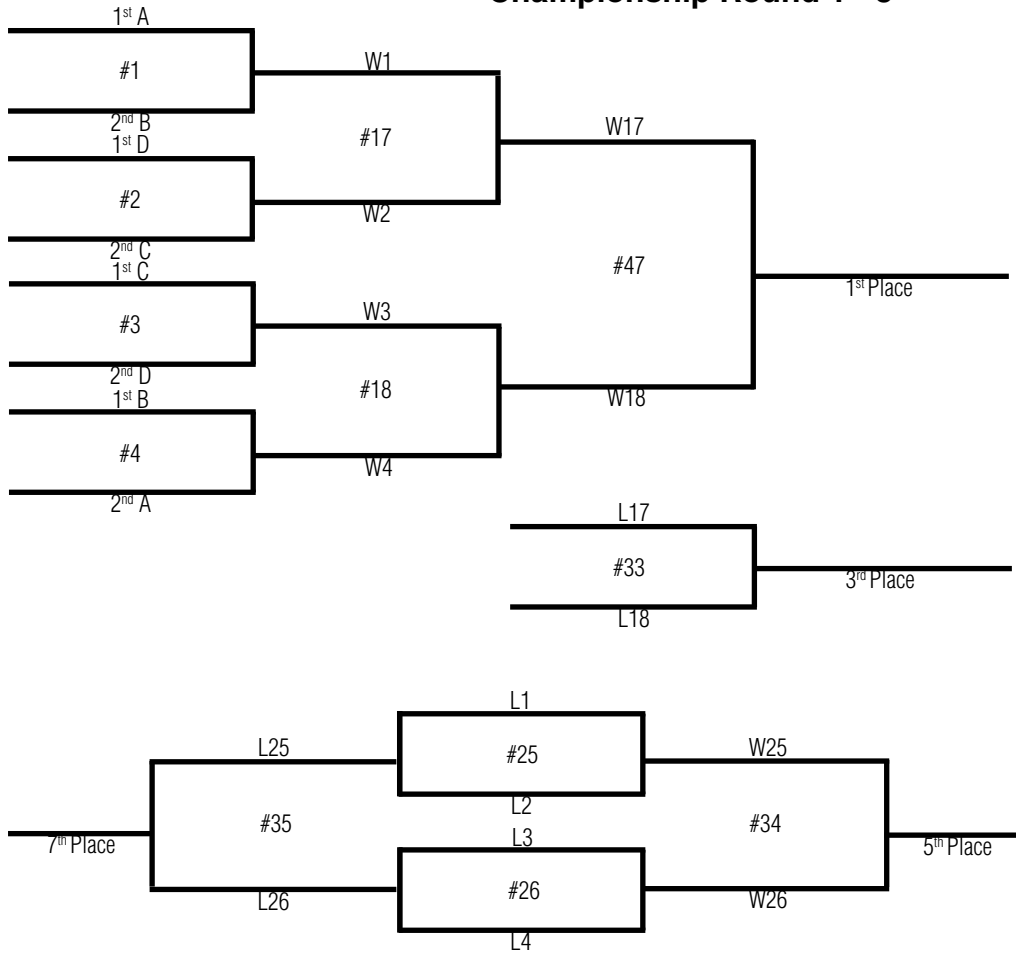 Championship Round 1 - 8
1st A
#1
2nd B
1st D
#2
2nd C
1st C
#3
2nd D
1st B
#4
2nd A
W1
#17
W2
W3
#18
W4
W17
#47
W18
1st Place
L17
#33
L18
3rd Place
L1
#25
L2
L3
#26
L4
L25
#35
L26
7th Place
W25
#34
W26
5th Place